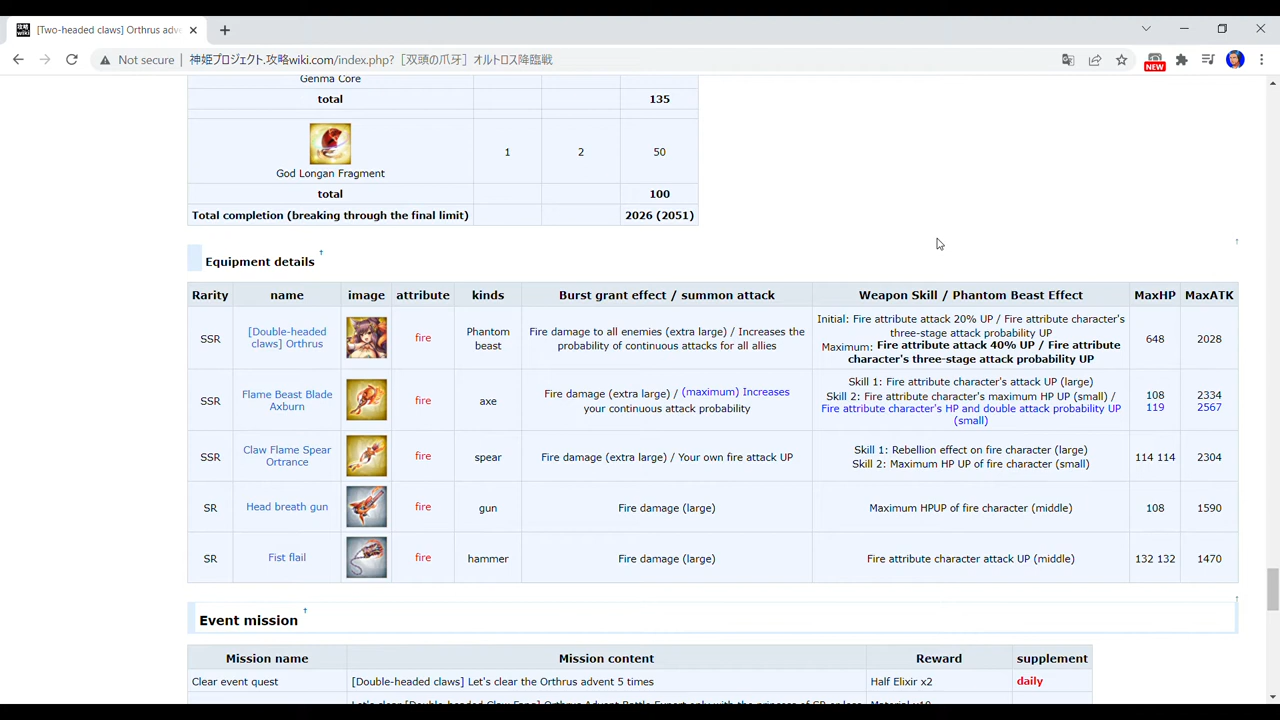 [Two-headed claws] Orthrus adve
Not secure | 神姫プロジェクト.攻略wiki.com/index.php?［双頭の爪牙］オルトロス降臨戦
NEW
Genma Core
total 135
1 2 50
God Longan Fragment
total 100
Total completion (breaking through the final limit) 2026 (2051)
Equipment details †
Rarity name image attribute kinds Burst grant effect / summon attack Weapon Skill / Phantom Beast Effect MaxHP MaxATK
SSR [Double-headed claws] Orthrus fire Phantom beast Fire damage to all enemies (extra large) / Increases the probability of continuous attacks for all allies Initial: Fire attribute attack 20% UP / Fire attribute character's three-stage attack probability UP Maximum: Fire attribute attack 40% UP / Fire attribute character's three-stage attack probability UP 648 2028
SSR Flame Beast Blade Axburn fire axe Fire damage (extra large) / (maximum) Increases your continuous attack probability Skill 1: Fire attribute character's attack UP (large) Skill 2: Fire attribute character's maximum HP UP (small) / Fire attribute character's HP and double attack probability UP (small) 108 119 2334 2567
SSR Claw Flame Spear Ortrance fire spear Fire damage (extra large) / Your own fire attack UP Skill 1: Rebellion effect on fire character (large) Skill 2: Maximum HP UP of fire character (small) 114 114 2304
SR Head breath gun fire gun Fire damage (large) Maximum HPUP of fire character (middle) 108 1590
SR Fist flail fire hammer Fire damage (large) Fire attribute character attack UP (middle) 132 132 1470
Event mission †
Mission name Mission content Reward supplement
Clear event quest [Double-headed claws] Let's clear the Orthrus advent 5 times Half Elixir x2 daily